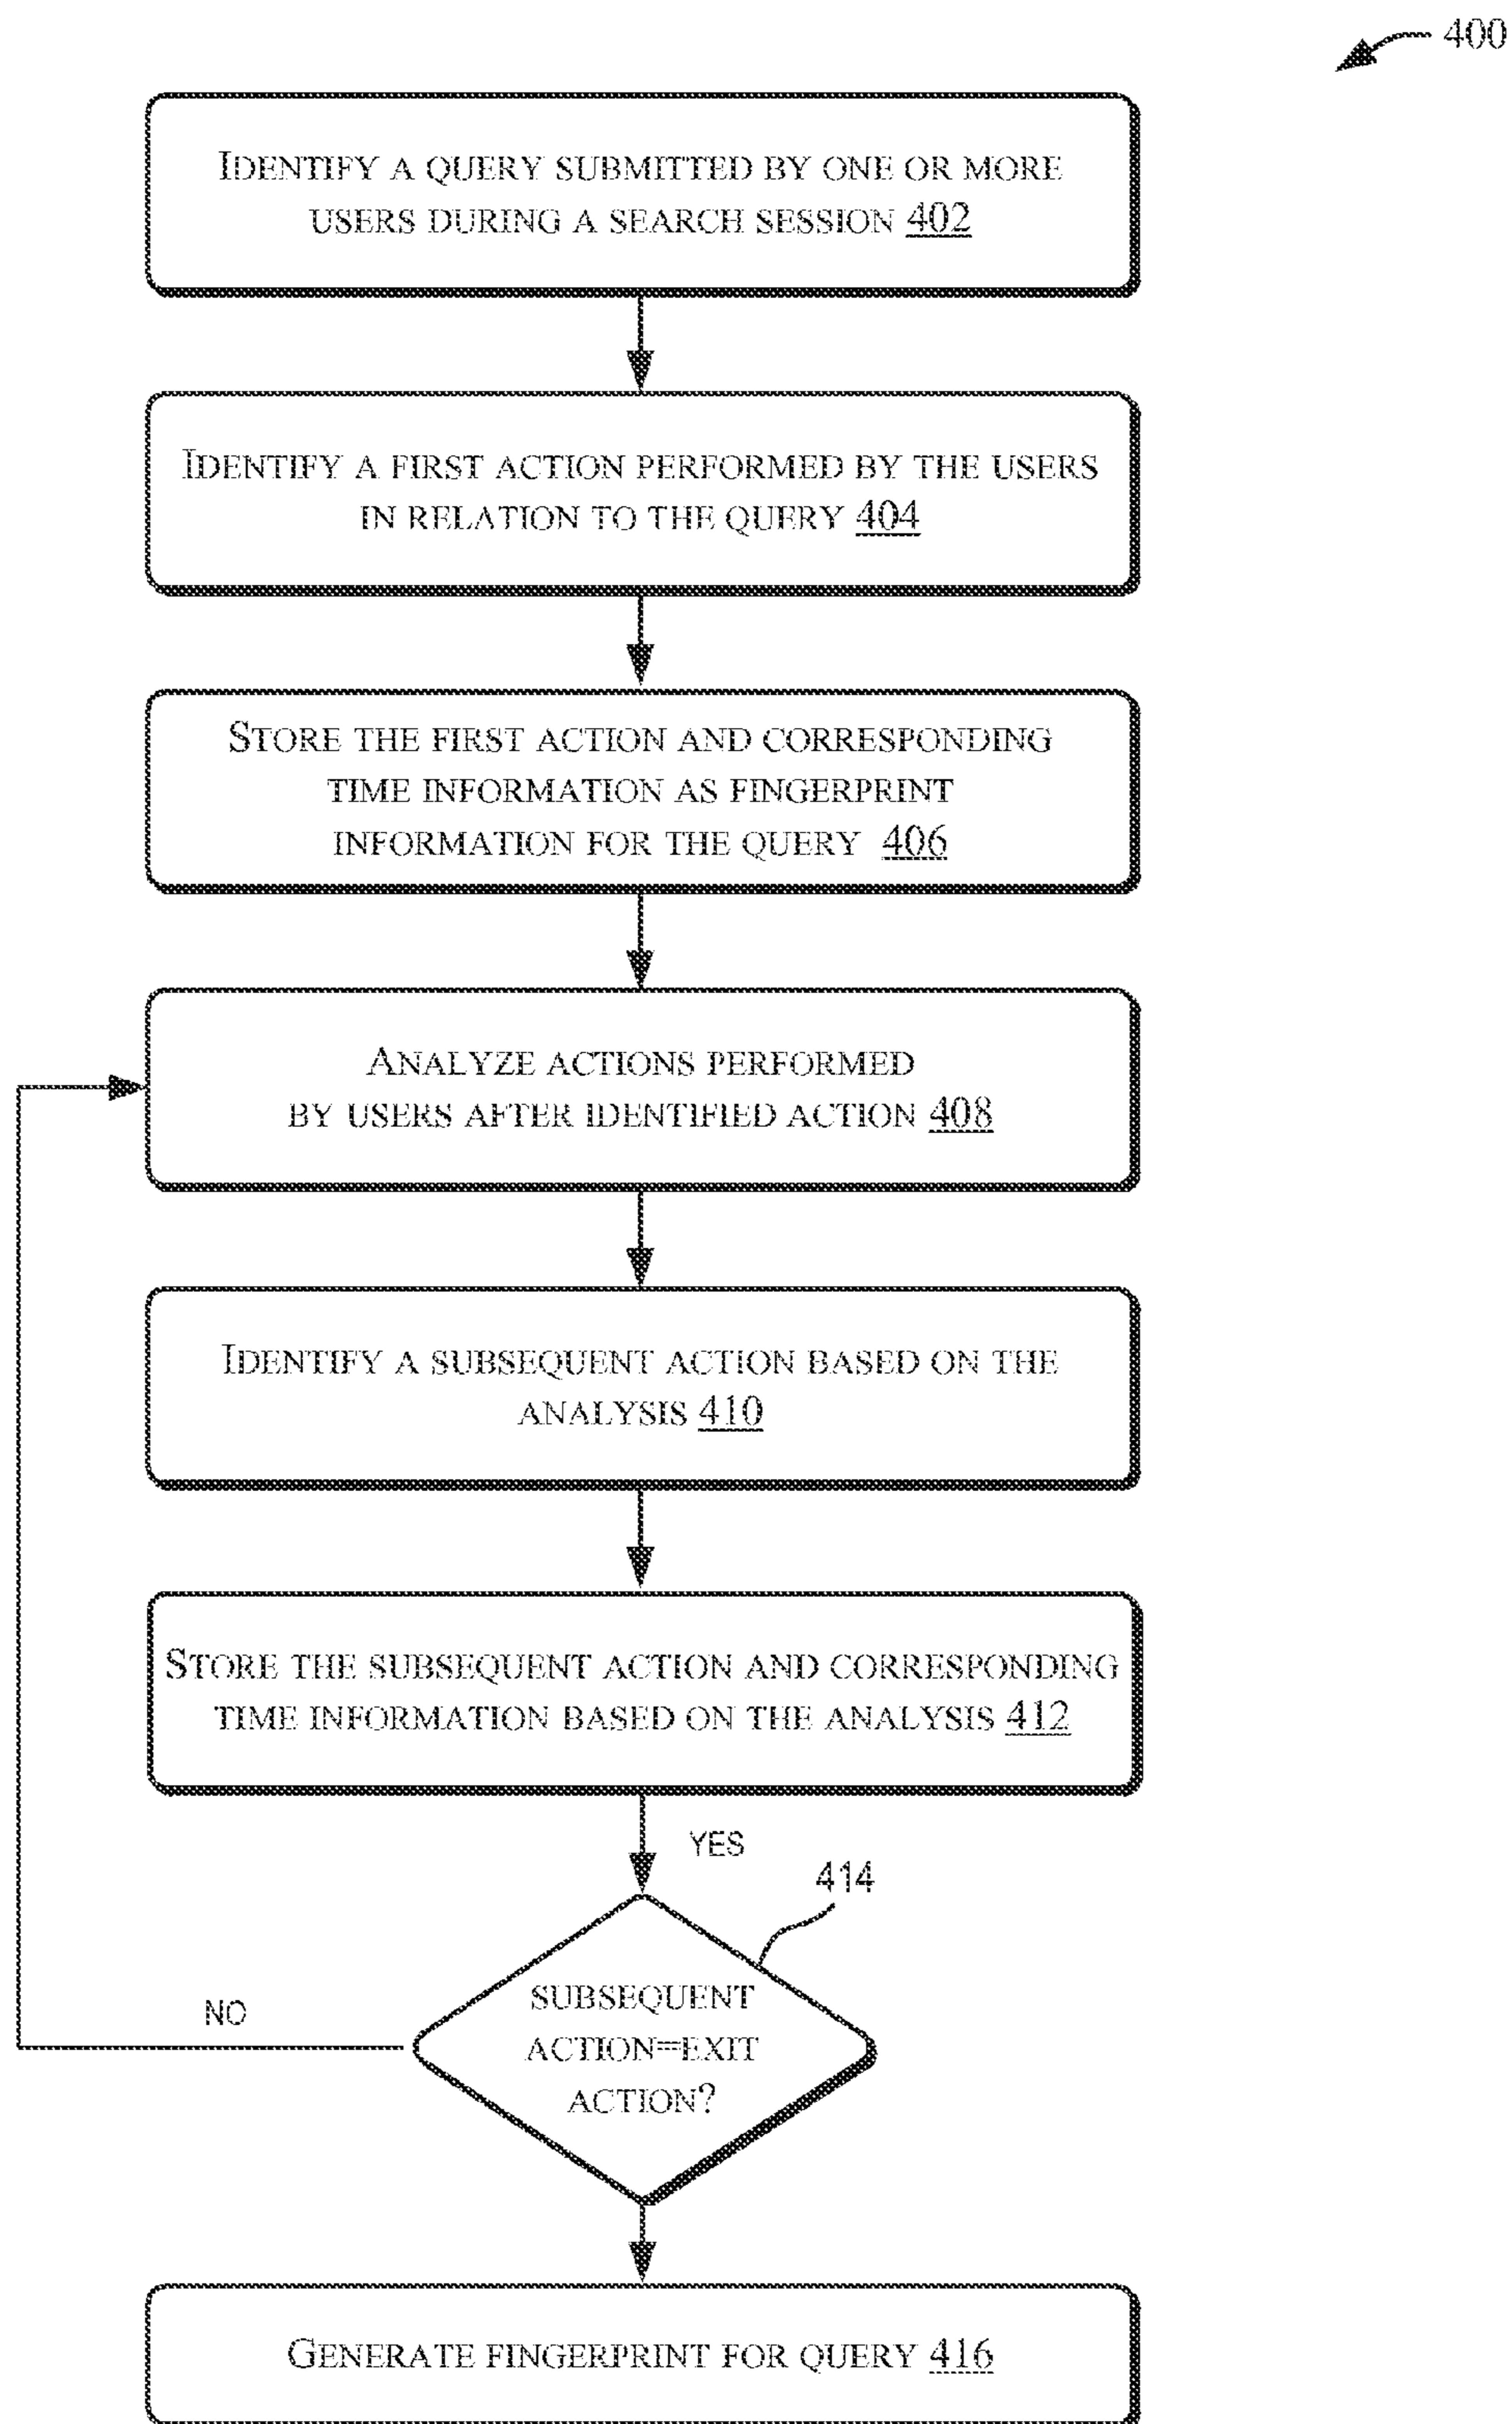 400
IDENTIFY A QUERY SUBMITTED BY ONE OR MORE
USERS DURING A SEARCH SESSION 402
IDENTIFY A FIRST ACTION PERFORMED BY THE USERS
IN RELATION TO THE QUERY 404
STORE THE FIRST ACTION AND CORRESPONDING
TIME INFORMATION AS FINGERPRINT
INFORMATION FOR THE QUERY 406
ANALYZE ACTIONS PERFORMED
BY USERS AFTER IDENTIFIED ACTION 408
IDENTIFY A SUBSEQUENT ACTION BASED ON THE
ANALYSIS 410
STORE THE SUBSEQUENT ACTION AND CORRESPONDING
TIME INFORMATION BASED ON THE ANALYSIS 412
YES
414
SUBSEQUENT
ACTION=EXIT
ACTION?
NO
GENERATE FINGERPRINT FOR QUERY 416